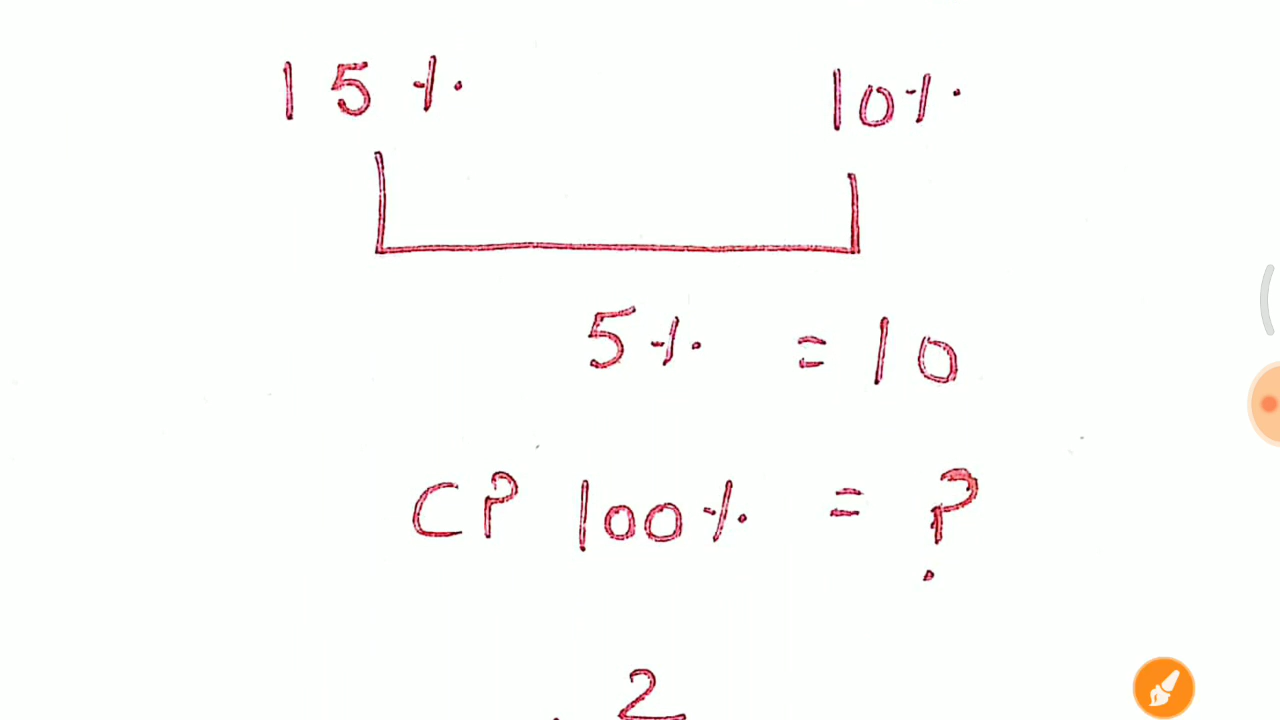 15% 10%
5% = 10
CP 100% = ?
2